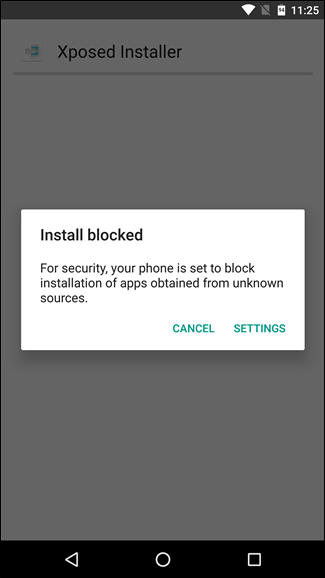 11:25
Xposed Installer
Install blocked
For security, your phone is set to block
installation of apps obtained from unknown
sources.
CANCEL SETTINGS